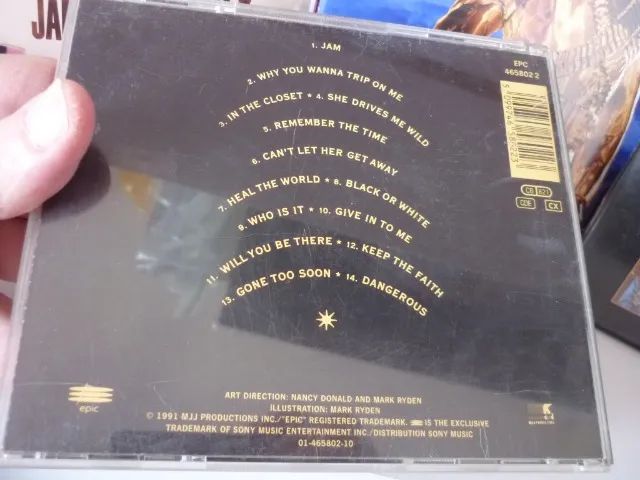 JA
1. JAM
EPC
465802 2
2. WHY YOU WANNA TRIP ON ME
3. IN THE CLOSET * 4. SHE DRIVES ME WILD
5. REMEMBER THE TIME
6. CAN'T LET HER GET AWAY
7. HEAL THE WORLD * 8. BLACK OR WHITE
9. WHO IS IT * 10. GIVE IN TO ME
11. WILL YOU BE THERE * 12. KEEP THE FAITH
13. GONE TOO SOON * 14. DANGEROUS
CB 821
CDE CX
epic
ART DIRECTION: NANCY DONALD AND MARK RYDEN
ILLUSTRATION: MARK RYDEN
© 1991 MJJ PRODUCTIONS INC./"EPIC" REGISTERED TRADEMARK. IS THE EXCLUSIVE
TRADEMARK OF SONY MUSIC ENTERTAINMENT INC./DISTRIBUTION SONY MUSIC
01-465802-10